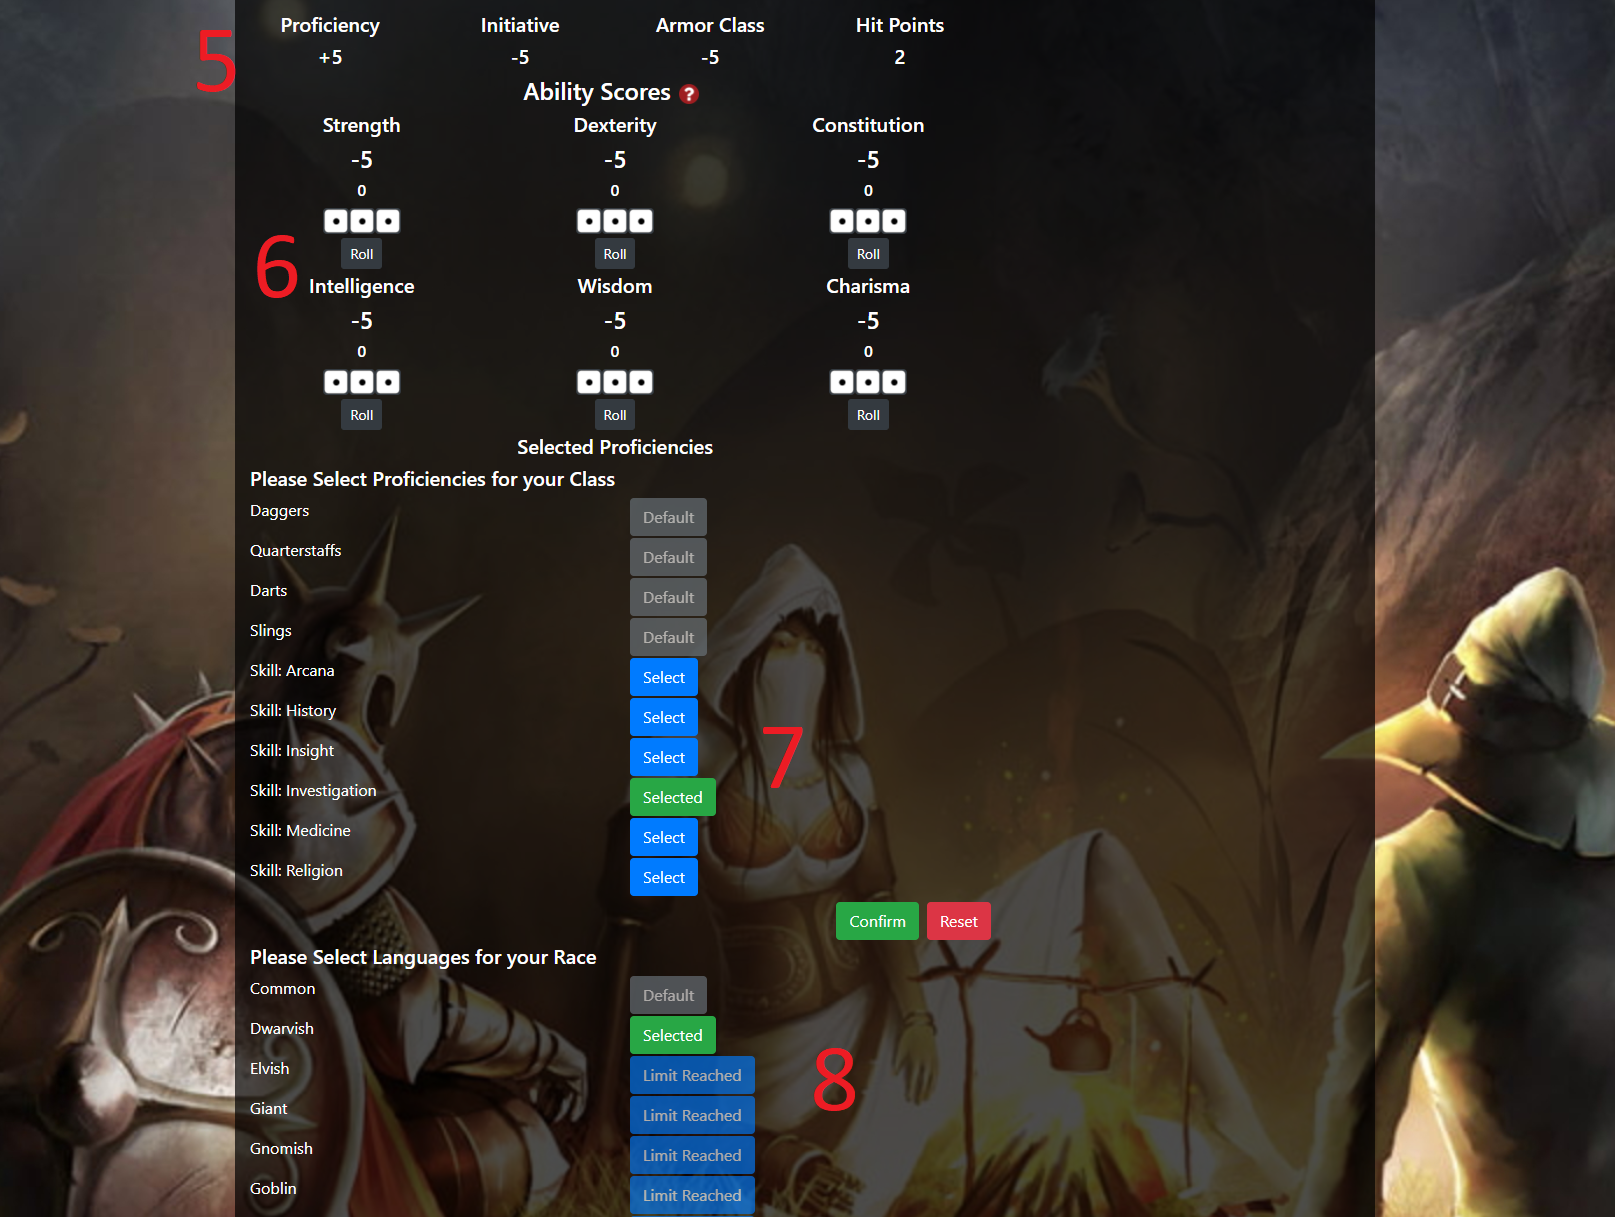 Proficiency Initiative Armor Class Hit Points
5 +5 -5 -5 2
Ability Scores ?
Strength Dexterity Constitution
-5 -5 -5
0 0 0
Roll Roll Roll
6
Intelligence Wisdom Charisma
-5 -5 -5
0 0 0
Roll Roll Roll
Selected Proficiencies
Please Select Proficiencies for your Class
Daggers Default
Quarterstaffs Default
Darts Default
Slings Default
Skill: Arcana Select
Skill: History Select
Skill: Insight Select
7
Skill: Investigation Selected
Skill: Medicine Select
Skill: Religion Select
Confirm Reset
Please Select Languages for your Race
Common Default
Dwarvish Selected
Elvish Limit Reached
8
Giant Limit Reached
Gnomish Limit Reached
Goblin Limit Reached